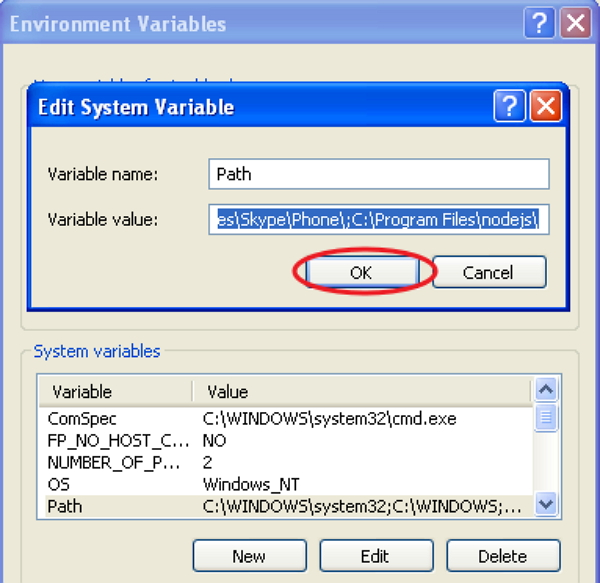 Environment Variables
Edit System Variable
Variable name:
Path
Variable value:
es\Skype\Phone\;C:\Program Files\nodejs\
OK
Cancel
System variables
Variable Value
ComSpec C:\WINDOWS\system32\cmd.exe
FP_NO_HOST_C... NO
NUMBER_OF_P... 2
OS Windows_NT
Path C:\WINDOWS\system32;C:\WINDOWS;...
New Edit Delete